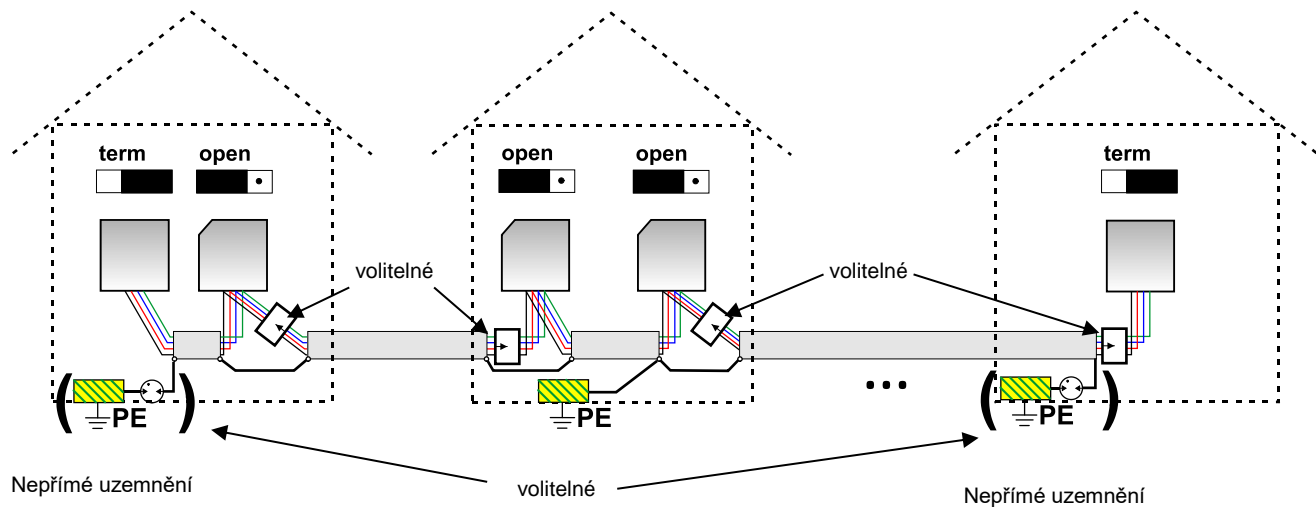 term
open
open
open
term
volitelné
volitelné
PE
PE
PE
Nepřímé uzemnění
volitelné
Nepřímé uzemnění